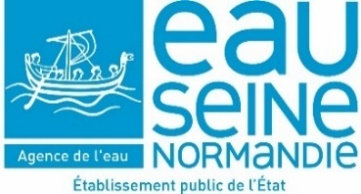 eau
seine
NORMANDIE
Agence de l'eau
Établissement public de l'État